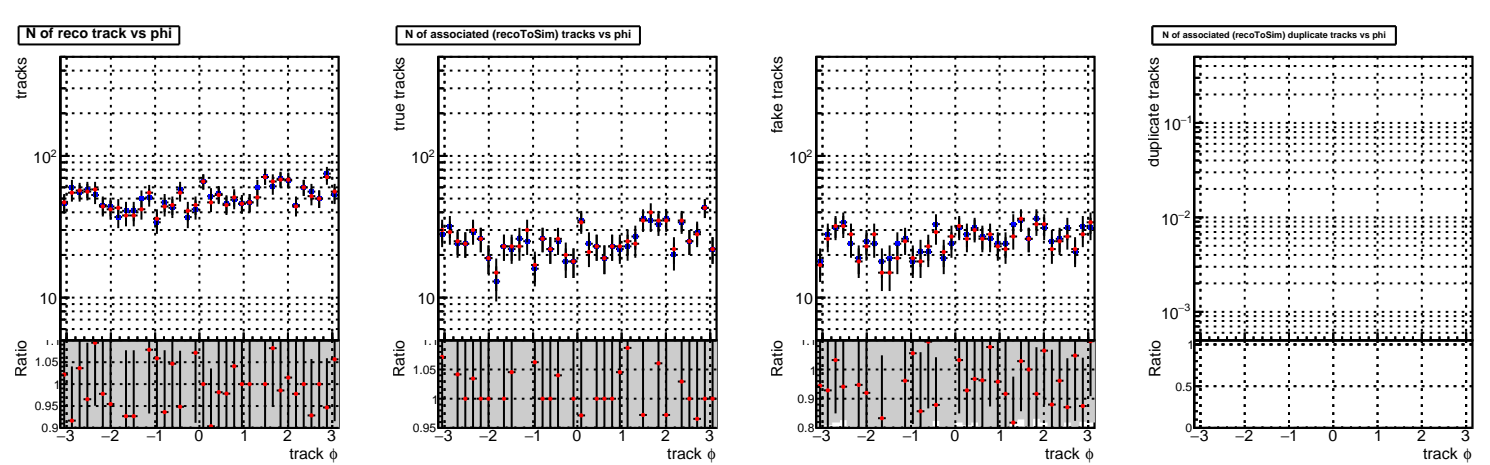 N of reco track vs phi
tracks
10²
10
Ratio
1.05
1
0.95
0.9
−3 −2 −1 0 1 2 3
track ϕ
N of associated (recoToSim) tracks vs phi
true tracks
10²
10
Ratio
1.05
1
0.95
−3 −2 −1 0 1 2 3
track ϕ
fake tracks
10²
10
Ratio
1
0.9
0.8
−3 −2 −1 0 1 2 3
track ϕ
N of associated (recoToSim) duplicate tracks vs phi
duplicate tracks
10⁻¹
10⁻²
10⁻³
Ratio
1
0.5
0
−3 −2 −1 0 1 2 3
track ϕ